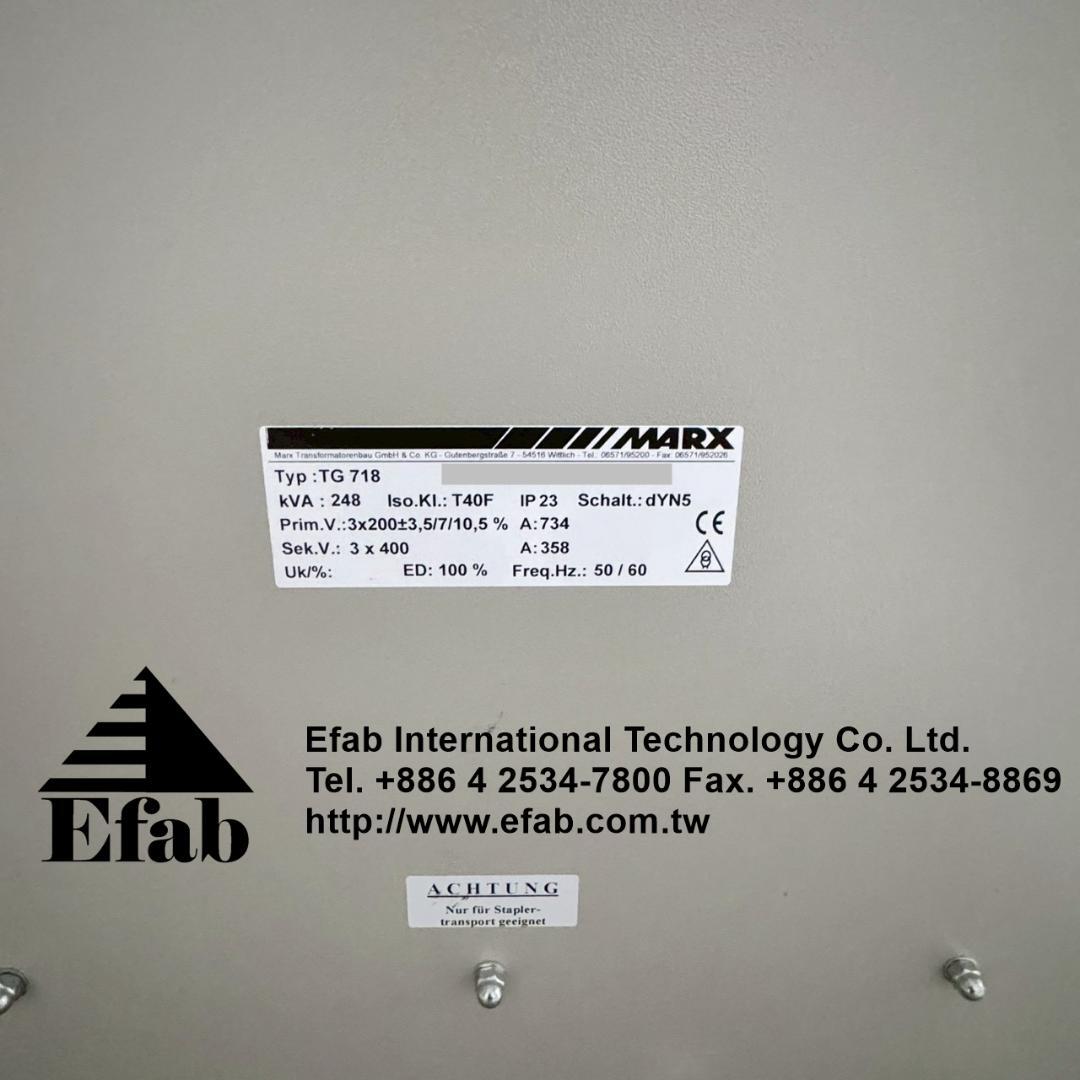 MARX
Marx Transformatorenbau GmbH & Co. KG - Gutenbergstraße 7 - 54516 Wittlich - Tel.: 06571/95200 - Fax: 06571/952026
Typ :TG 718
kVA : 248 Iso.Kl.: T40F IP 23 Schalt.: dYN5
Prim.V.:3x200±3,5/7/10,5 % A:734
CE
Sek.V.: 3 x 400 A:358
Uk/%: ED: 100 % Freq.Hz.: 50 / 60
Efab
Efab International Technology Co. Ltd.
Tel. +886 4 2534-7800 Fax. +886 4 2534-8869
http://www.efab.com.tw
ACHTUNG
Nur für Stapler-
transport geeignet